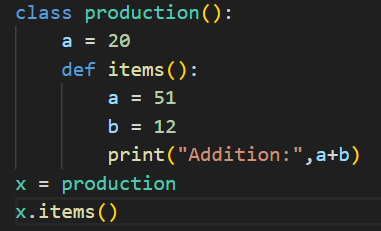 class production():
    a = 20
    def items():
        a = 51
        b = 12
        print("Addition:",a+b)
x = production
x.items()